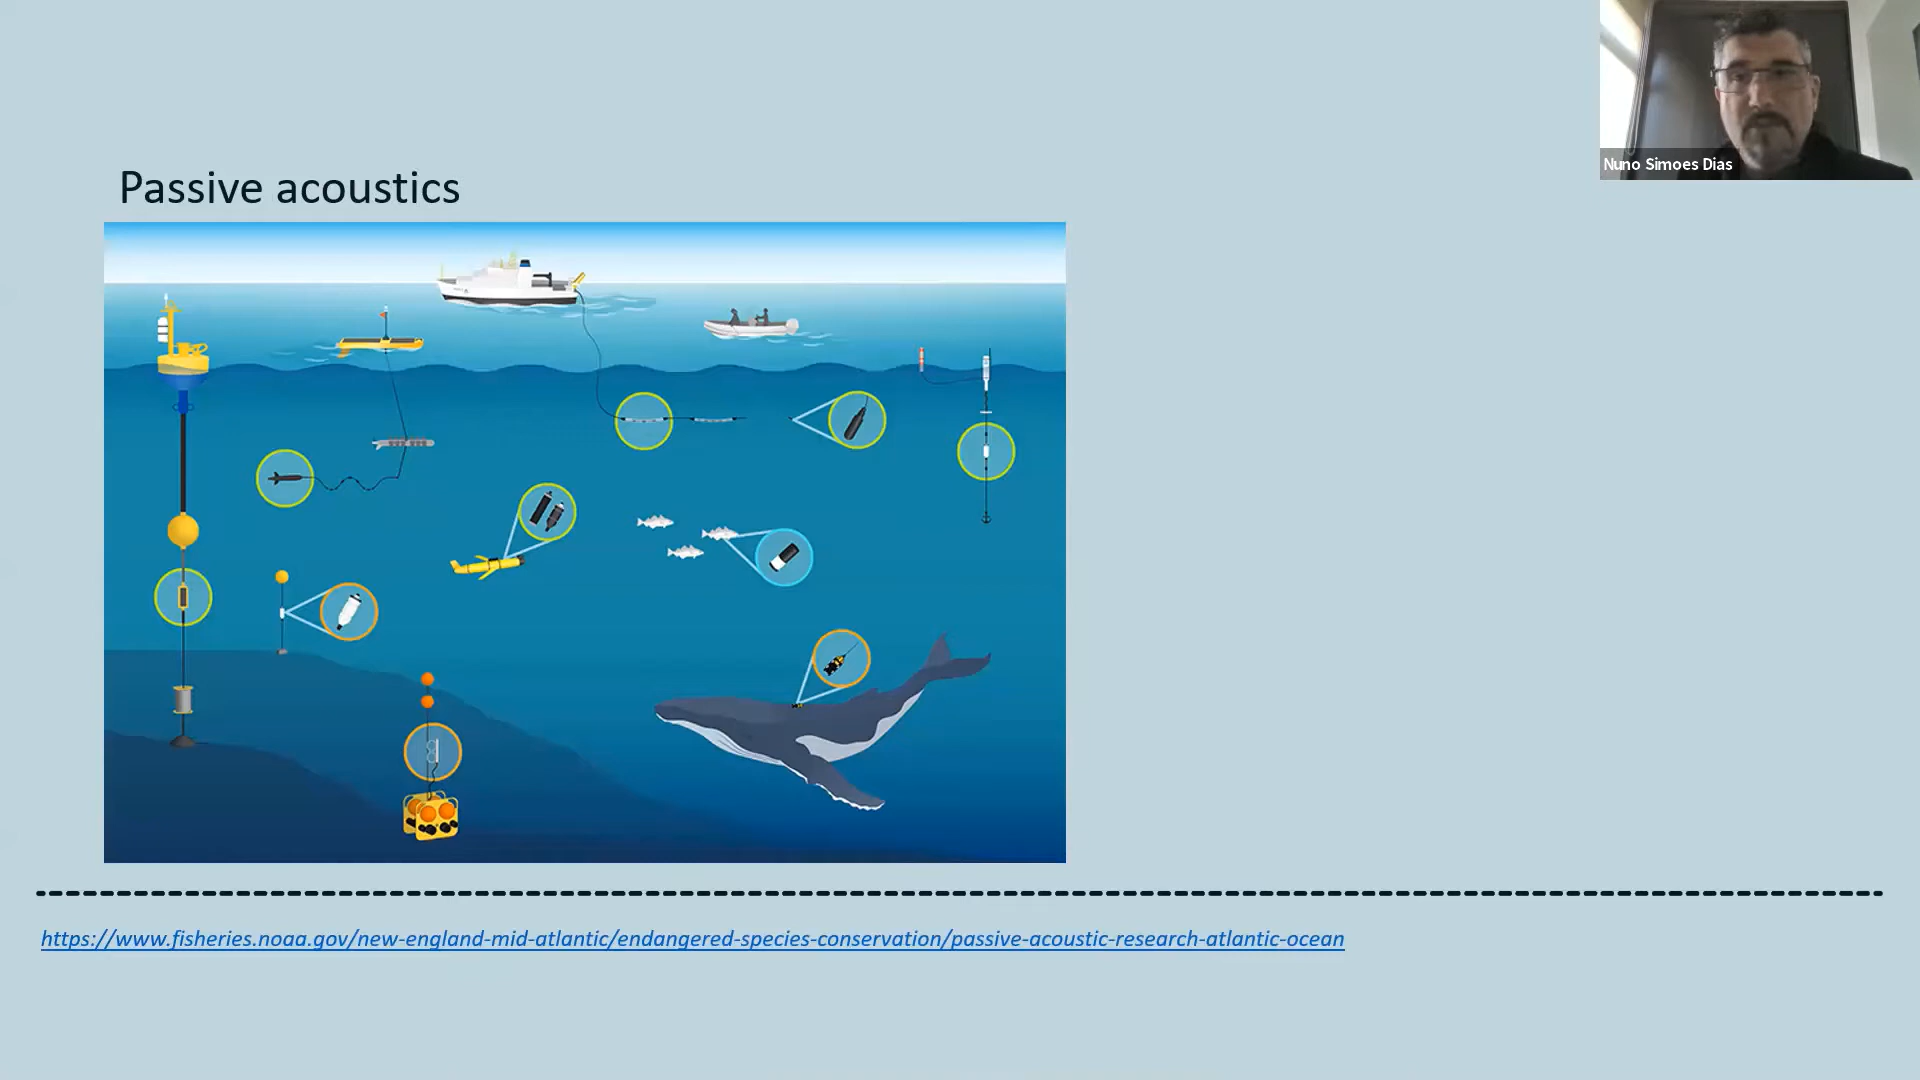 Nuno Simoes Dias
Passive acoustics
https://www.fisheries.noaa.gov/new-england-mid-atlantic/endangered-species-conservation/passive-acoustic-research-atlantic-ocean